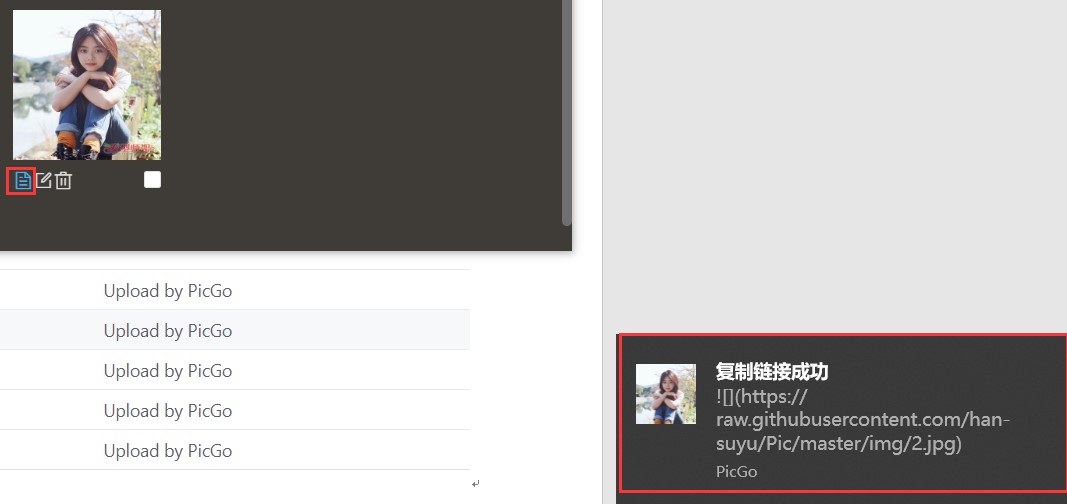 Upload by PicGo
Upload by PicGo
Upload by PicGo
Upload by PicGo
Upload by PicGo
复制链接成功
![](https://
raw.githubusercontent.com/han-
suyu/Pic/master/img/2.jpg)
PicGo